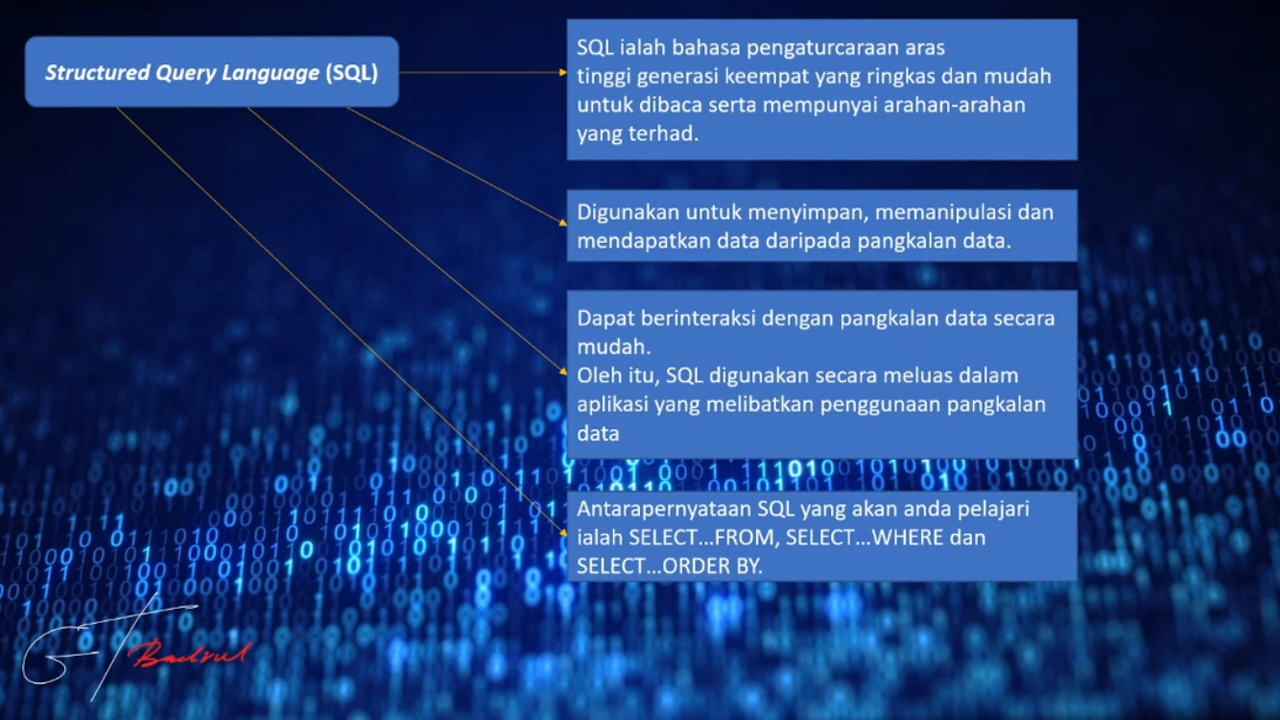 Structured Query Language (SQL)
SQL ialah bahasa pengaturcaraan aras
tinggi generasi keempat yang ringkas dan mudah
untuk dibaca serta mempunyai arahan-arahan
yang terhad.
Digunakan untuk menyimpan, memanipulasi dan
mendapatkan data daripada pangkalan data.
Dapat berinteraksi dengan pangkalan data secara
mudah.
Oleh itu, SQL digunakan secara meluas dalam
aplikasi yang melibatkan penggunaan pangkalan
data
Antarapernyataan SQL yang akan anda pelajari
ialah SELECT...FROM, SELECT...WHERE dan
SELECT...ORDER BY.
GT Badrul